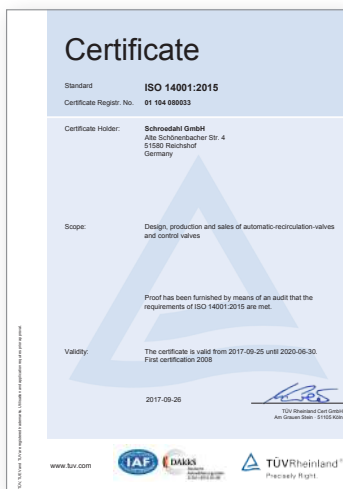 Certificate
Standard ISO 14001:2015
Certificate Registr. No. 01 104 080033
Certificate Holder: Schroedahl GmbH
Alte Schönenbacher Str. 4
51580 Reichshof
Germany
Scope: Design, production and sales of automatic-recirculation-valves
and control valves
Proof has been furnished by means of an audit that the
requirements of ISO 14001:2015 are met.
Validity: The certificate is valid from 2017-09-25 until 2020-06-30.
First certification 2008
2017-09-26
TÜV Rheinland Cert GmbH
Am Grauen Stein · 51105 Köln
www.tuv.com
IAF
DAkkS
TÜVRheinland®
Precisely Right.